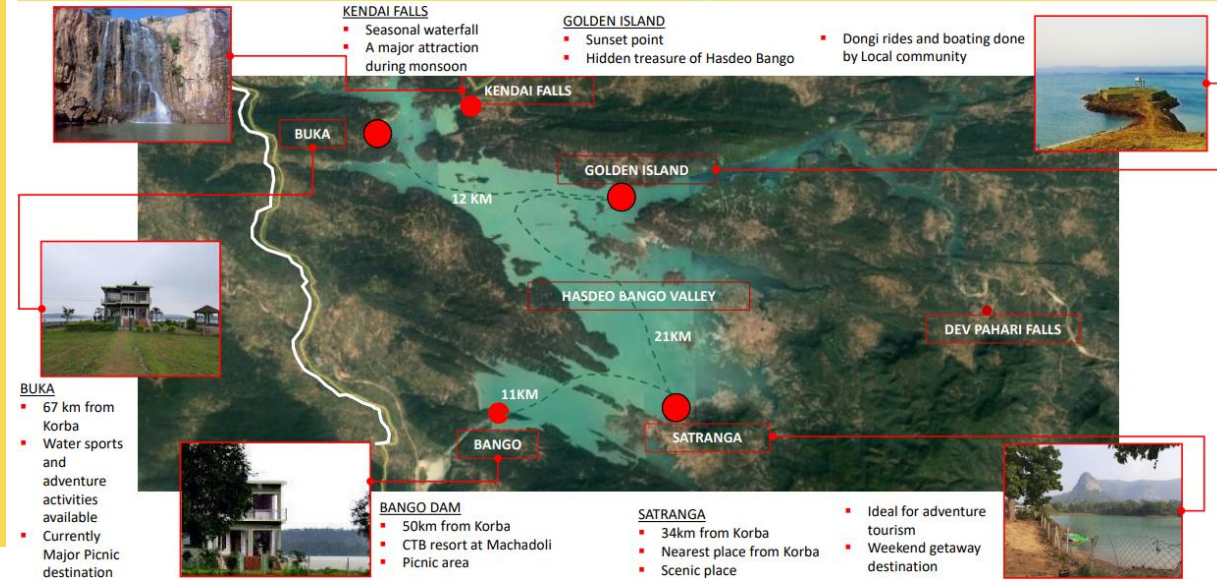 KENDAI FALLS
▪ Seasonal waterfall
▪ A major attraction
during monsoon
GOLDEN ISLAND
▪ Sunset point
▪ Hidden treasure of Hasdeo Bango
▪ Dongi rides and boating done
by Local community
KENDAI FALLS
BUKA
GOLDEN ISLAND
12 KM
HASDEO BANGO VALLEY
21KM
DEV PAHARI FALLS
11KM
BANGO
SATRANGA
BUKA
▪ 67 km from
Korba
▪ Water sports
and
adventure
activities
available
▪ Currently
Major Picnic
destination
BANGO DAM
▪ 50km from Korba
▪ CTB resort at Machadoli
▪ Picnic area
SATRANGA
▪ 34km from Korba
▪ Nearest place from Korba
▪ Scenic place
▪ Ideal for adventure
tourism
▪ Weekend getaway
destination